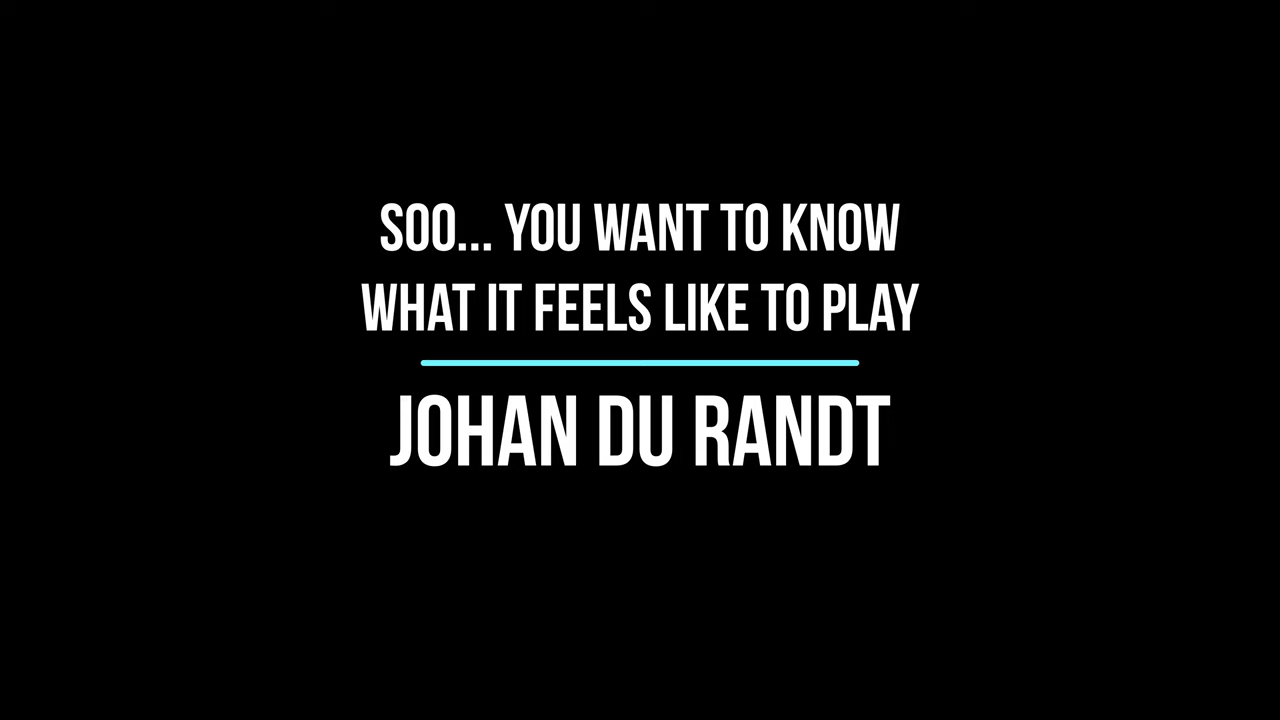 SOO... YOU WANT TO KNOW
WHAT IT FEELS LIKE TO PLAY
JOHAN DU RANDT